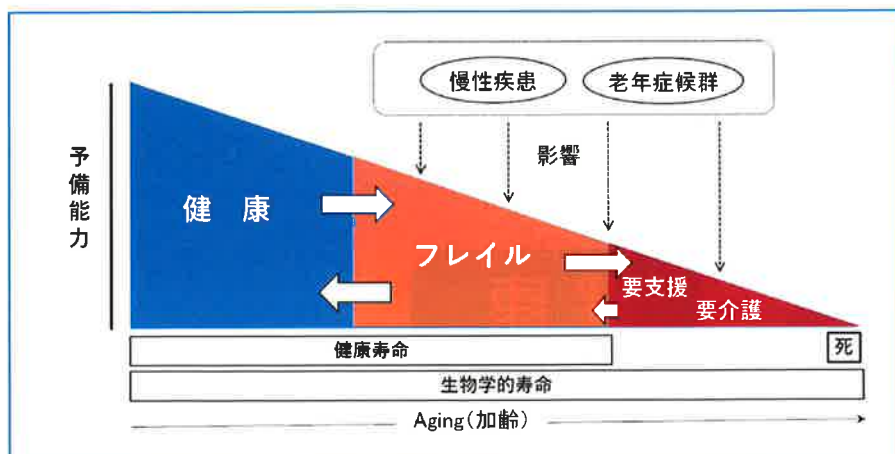 慢性疾患
老年症候群
影響
予備能力
健 康
フレイル
要支援
要介護
健康寿命
死
生物学的寿命
Aging(加齢)